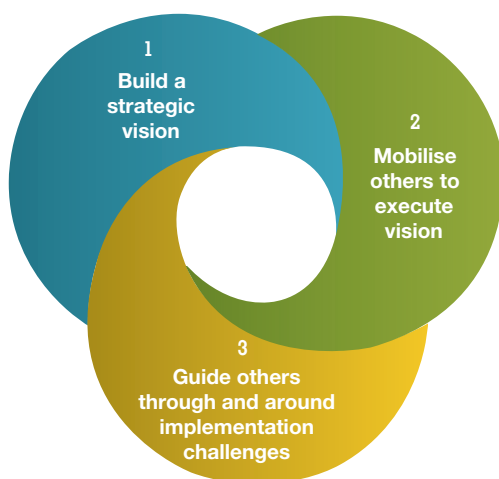 1
Build a
strategic
vision
2
Mobilise
others to
execute
vision
3
Guide others
through and around
implementation
challenges